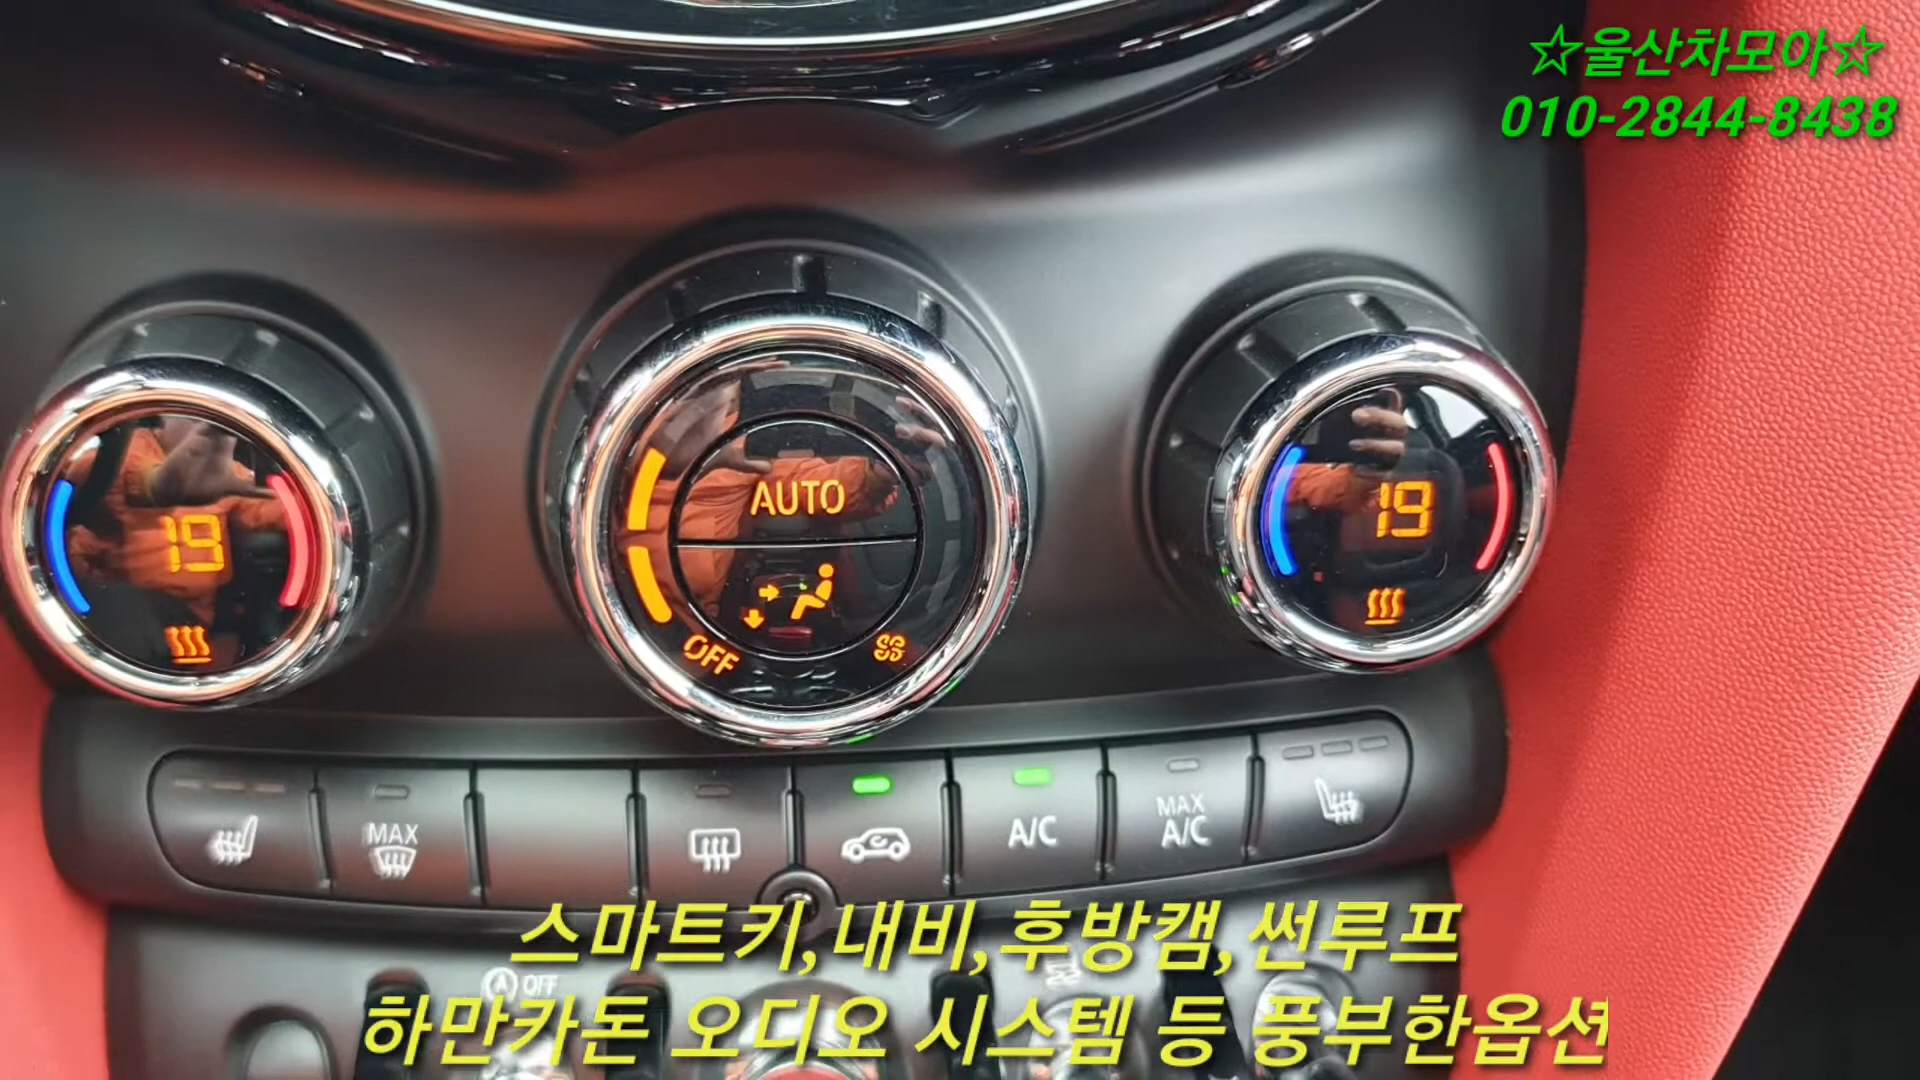 ☆울산차모아☆
010-2844-8438
19
AUTO
OFF
19
MAX
A/C
MAX
A/C
A OFF
스마트키,내비,후방캠,썬루프
하만카돈 오디오 시스템 등 풍부한옵션